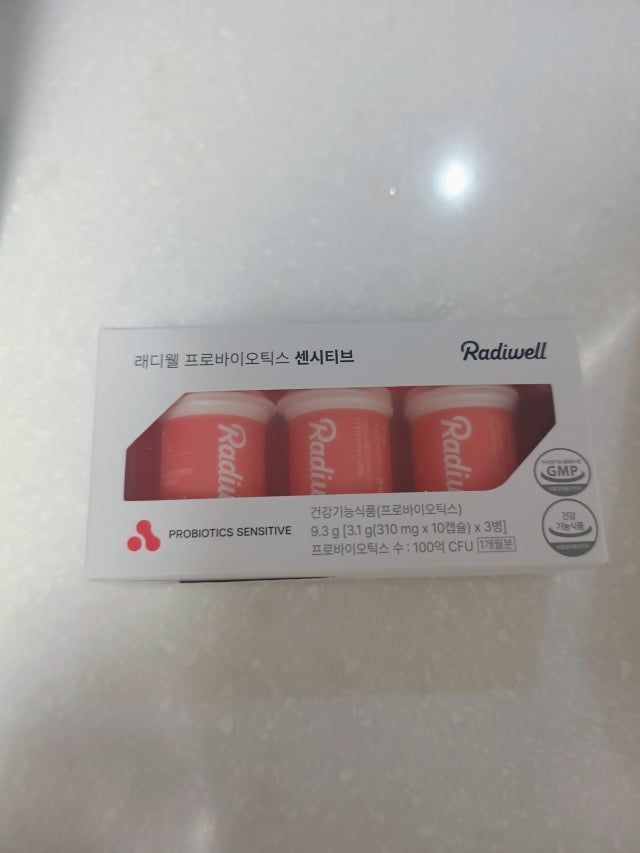 래디웰 프로바이오틱스 센시티브
Radiwell
Radiwell
Radiwell
Radiwell
PROBIOTICS SENSITIVE
건강기능식품(프로바이오틱스)
9.3 g [3.1 g(310 mg x 10캡슐) x 3병]
프로바이오틱스 수 : 100억 CFU 1개월분
GMP
건강
기능식품